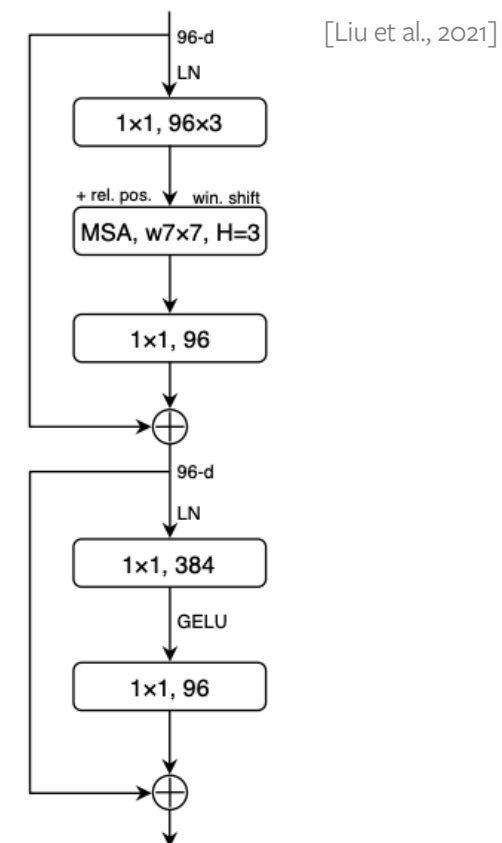 96-d
[Liu et al., 2021]
LN
1×1, 96×3
+ rel. pos. win. shift
MSA, w7×7, H=3
1×1, 96
96-d
LN
1×1, 384
GELU
1×1, 96